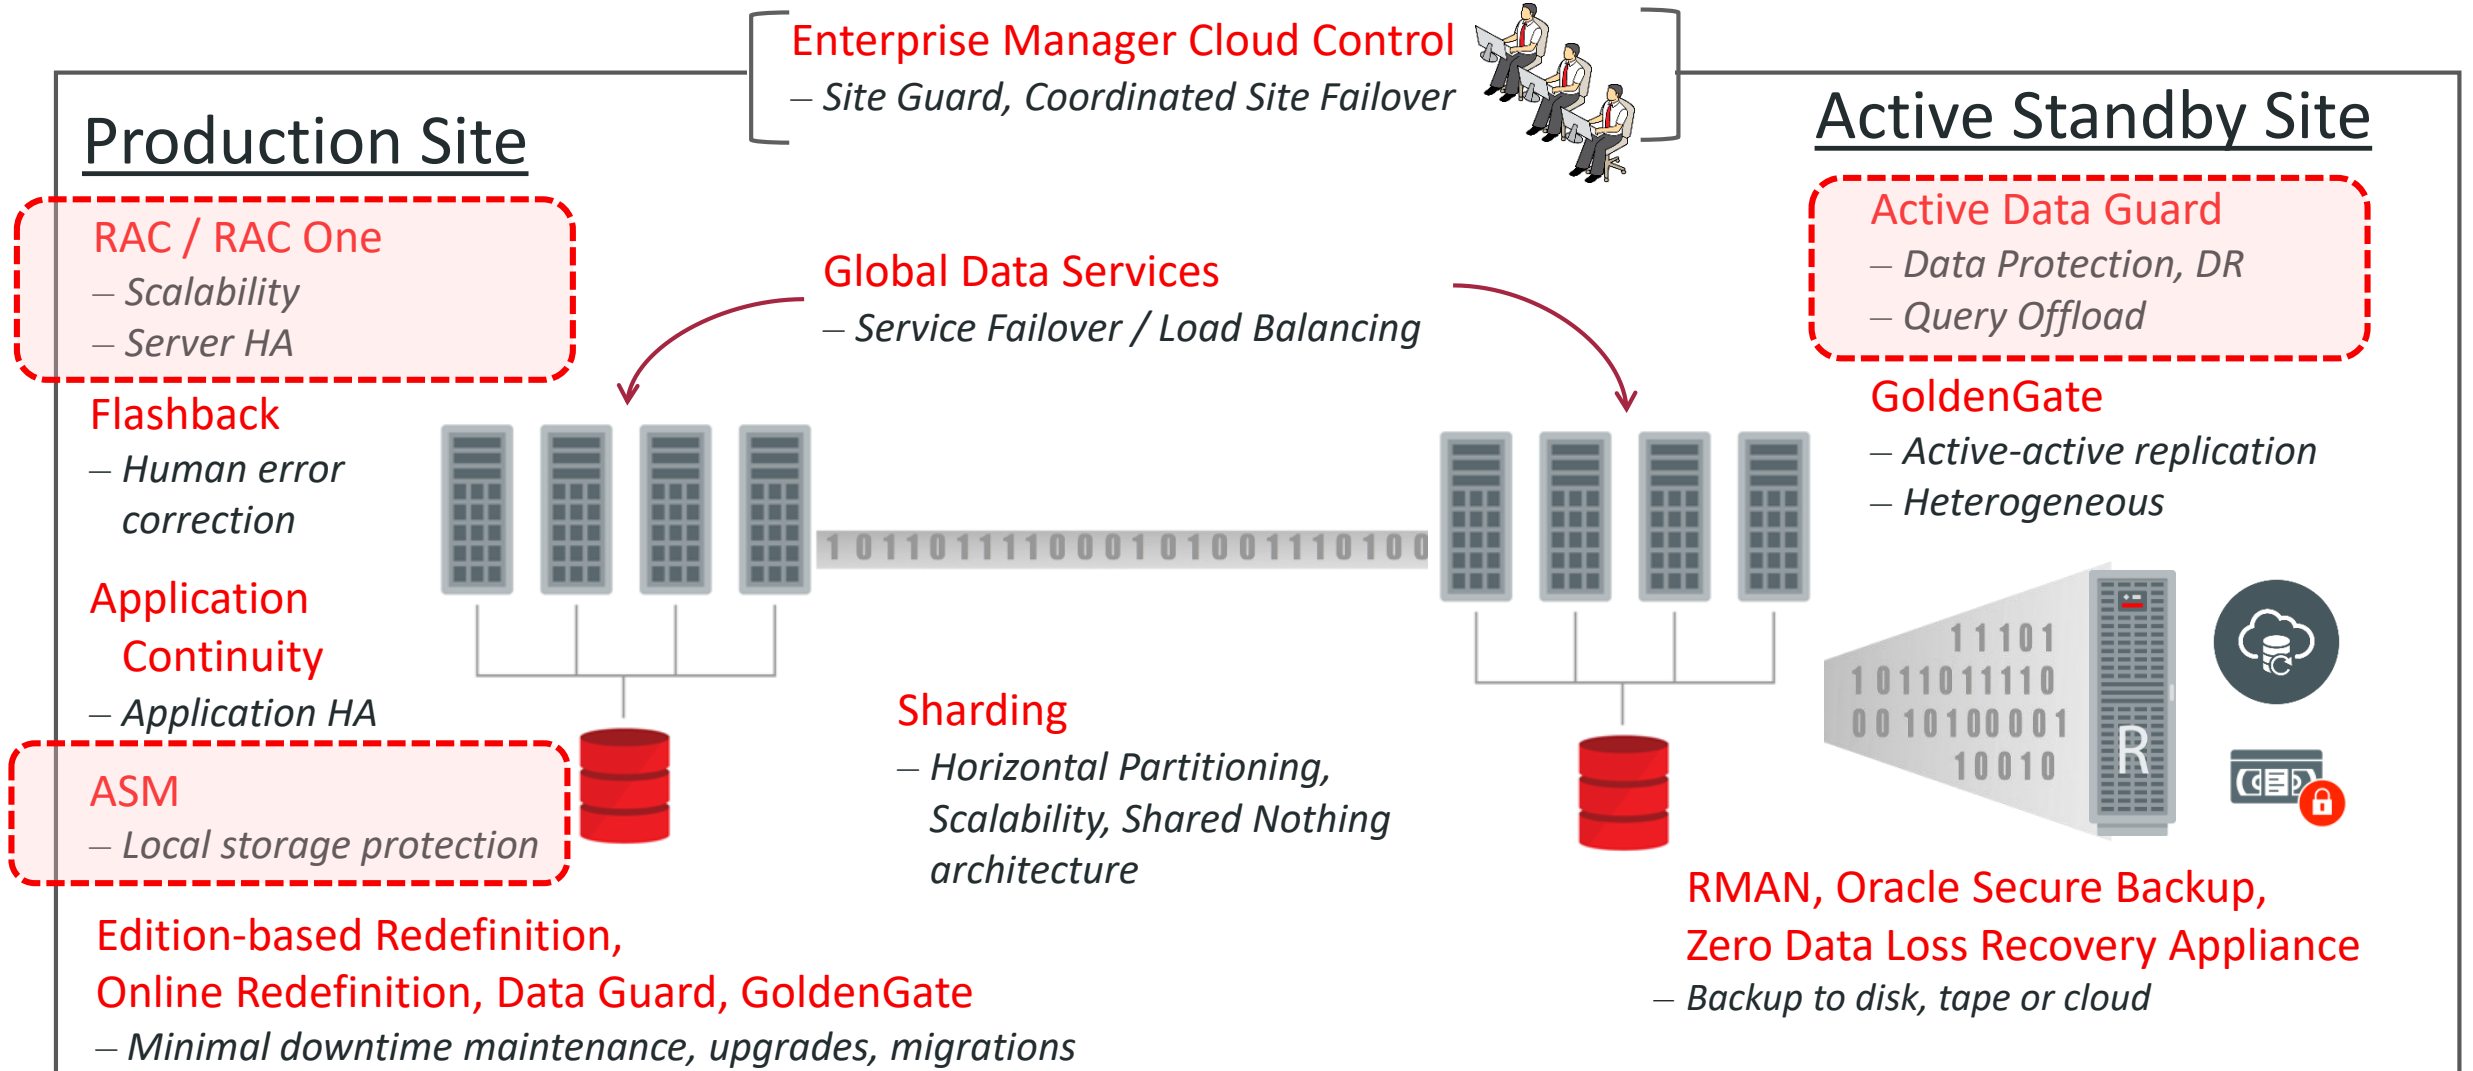 Enterprise Manager Cloud Control
– Site Guard, Coordinated Site Failover
Production Site
RAC / RAC One
– Scalability
– Server HA
Flashback
– Human error
correction
Application
Continuity
– Application HA
ASM
– Local storage protection
Edition-based Redefinition,
Online Redefinition, Data Guard, GoldenGate
– Minimal downtime maintenance, upgrades, migrations
Global Data Services
– Service Failover / Load Balancing
1 0 1 1 0 1 1 1 1 0 0 0 1 0 1 0 0 1 1 1 0 1 0 0
Sharding
– Horizontal Partitioning,
Scalability, Shared Nothing
architecture
Active Standby Site
Active Data Guard
– Data Protection, DR
– Query Offload
GoldenGate
– Active-active replication
– Heterogeneous
1 1 1 0 1
1 0 1 1 0 1 1 1 1 0
0 0 1 0 1 0 0 0 0 1
1 0 0 1 0
R
RMAN, Oracle Secure Backup,
Zero Data Loss Recovery Appliance
– Backup to disk, tape or cloud